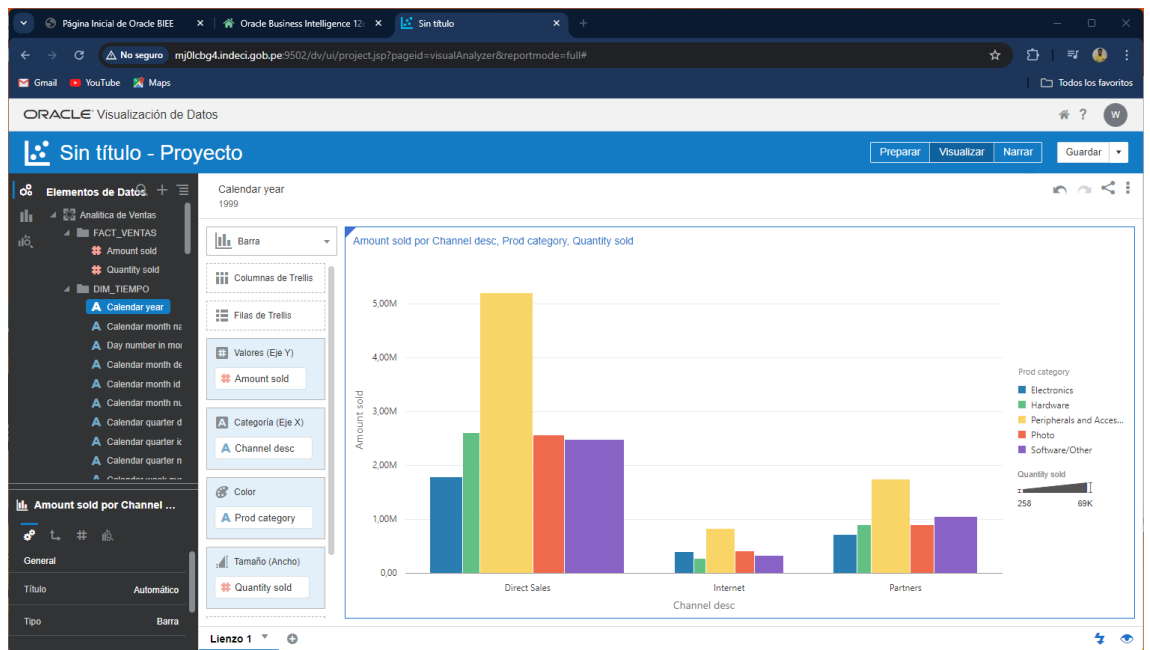 Página Inicial de Oracle BIEE
Oracle Business Intelligence 12c
Sin título
No seguro mj0lcbg4.indeci.gob.pe:9502/dv/ui/project.jsp?pageid=visualAnalyzer&reportmode=full#
Gmail YouTube Maps Todos los favoritos
ORACLE Visualización de Datos ? W
Sin título - Proyecto Preparar Visualizar Narrar Guardar
Elementos de Datos
Analítica de Ventas
FACT_VENTAS
Amount sold
Quantity sold
DIM_TIEMPO
Calendar year
Calendar month na
Day number in mo
Calendar month de
Calendar month id
Calendar month nu
Calendar quarter d
Calendar quarter ic
Calendar quarter n
Amount sold por Channel ...
General
Título Automático
Tipo Barra
Calendar year
1999
Barra
Columnas de Trellis
Filas de Trellis
Valores (Eje Y)
Amount sold
Categoría (Eje X)
Channel desc
Color
Prod category
Tamaño (Ancho)
Quantity sold
Amount sold por Channel desc, Prod category, Quantity sold
5,00M
4,00M
3,00M
2,00M
1,00M
0,00
Amount sold
Direct Sales Internet Partners
Channel desc
Prod category
Electronics
Hardware
Peripherals and Acces...
Photo
Software/Other
Quantity sold
258 69K
Lienzo 1